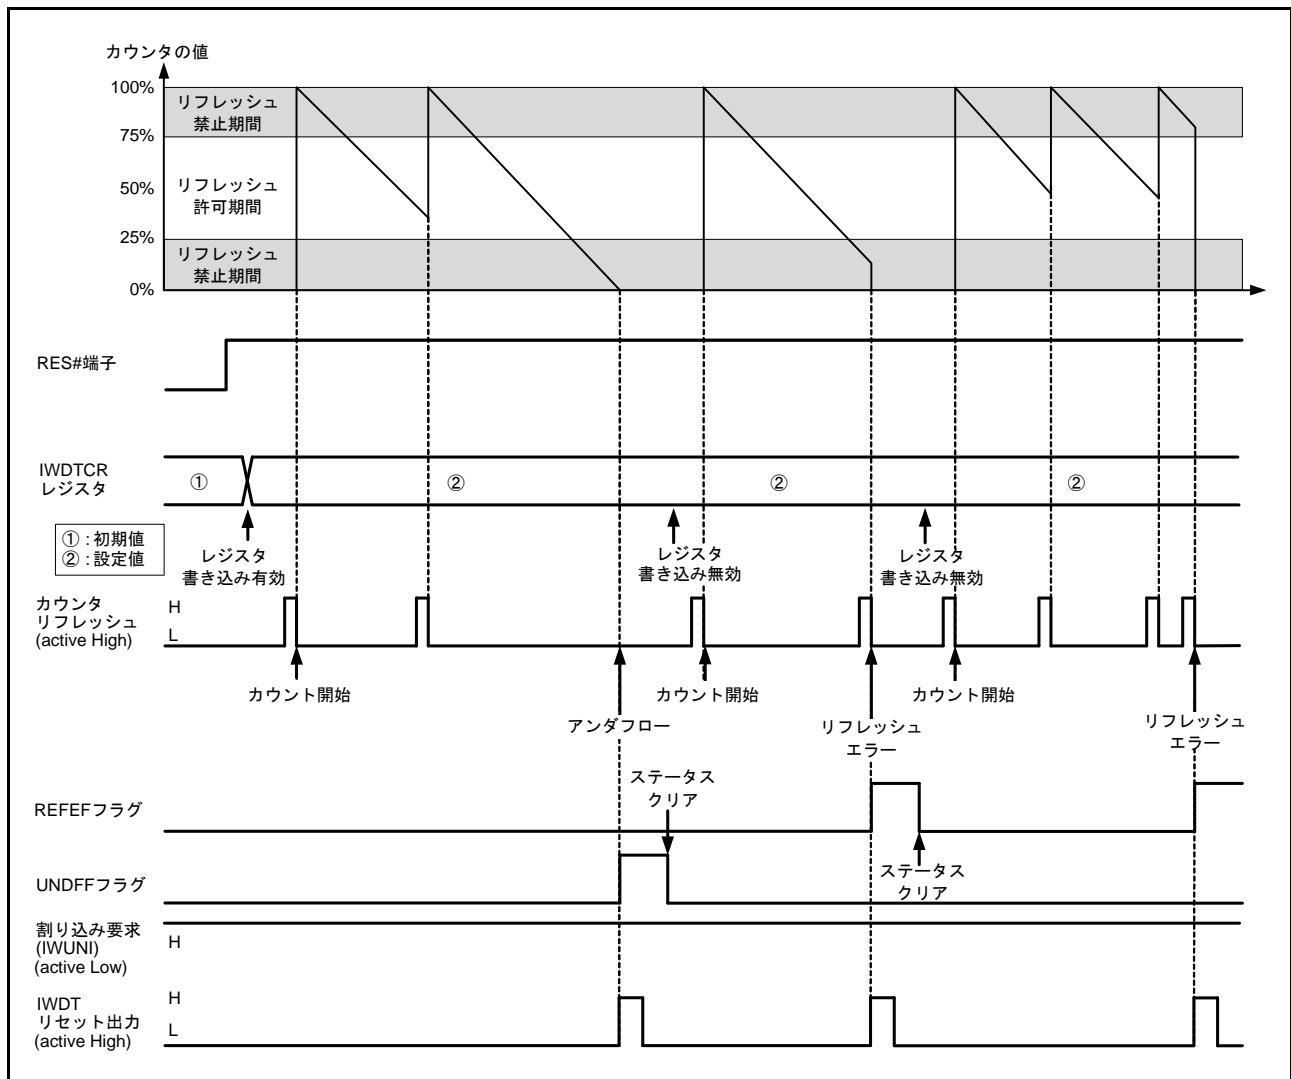 カウンタの値
100%
リフレッシュ
禁止期間
75%
50%
リフレッシュ
許可期間
25%
リフレッシュ
禁止期間
0%
RES#端子
IWDTCR
レジスタ
①
②
②
②
①:初期値
②:設定値
レジスタ
書き込み有効
レジスタ
書き込み無効
レジスタ
書き込み無効
カウンタ
リフレッシュ
(active High)
H
L
カウント開始
カウント開始
カウント開始
アンダフロー
リフレッシュ
エラー
リフレッシュ
エラー
ステータス
クリア
REFEFフラグ
ステータス
クリア
UNDFFフラグ
割り込み要求
(IWUNI)
(active Low)
H
IWDT
リセット出力
(active High)
H
L